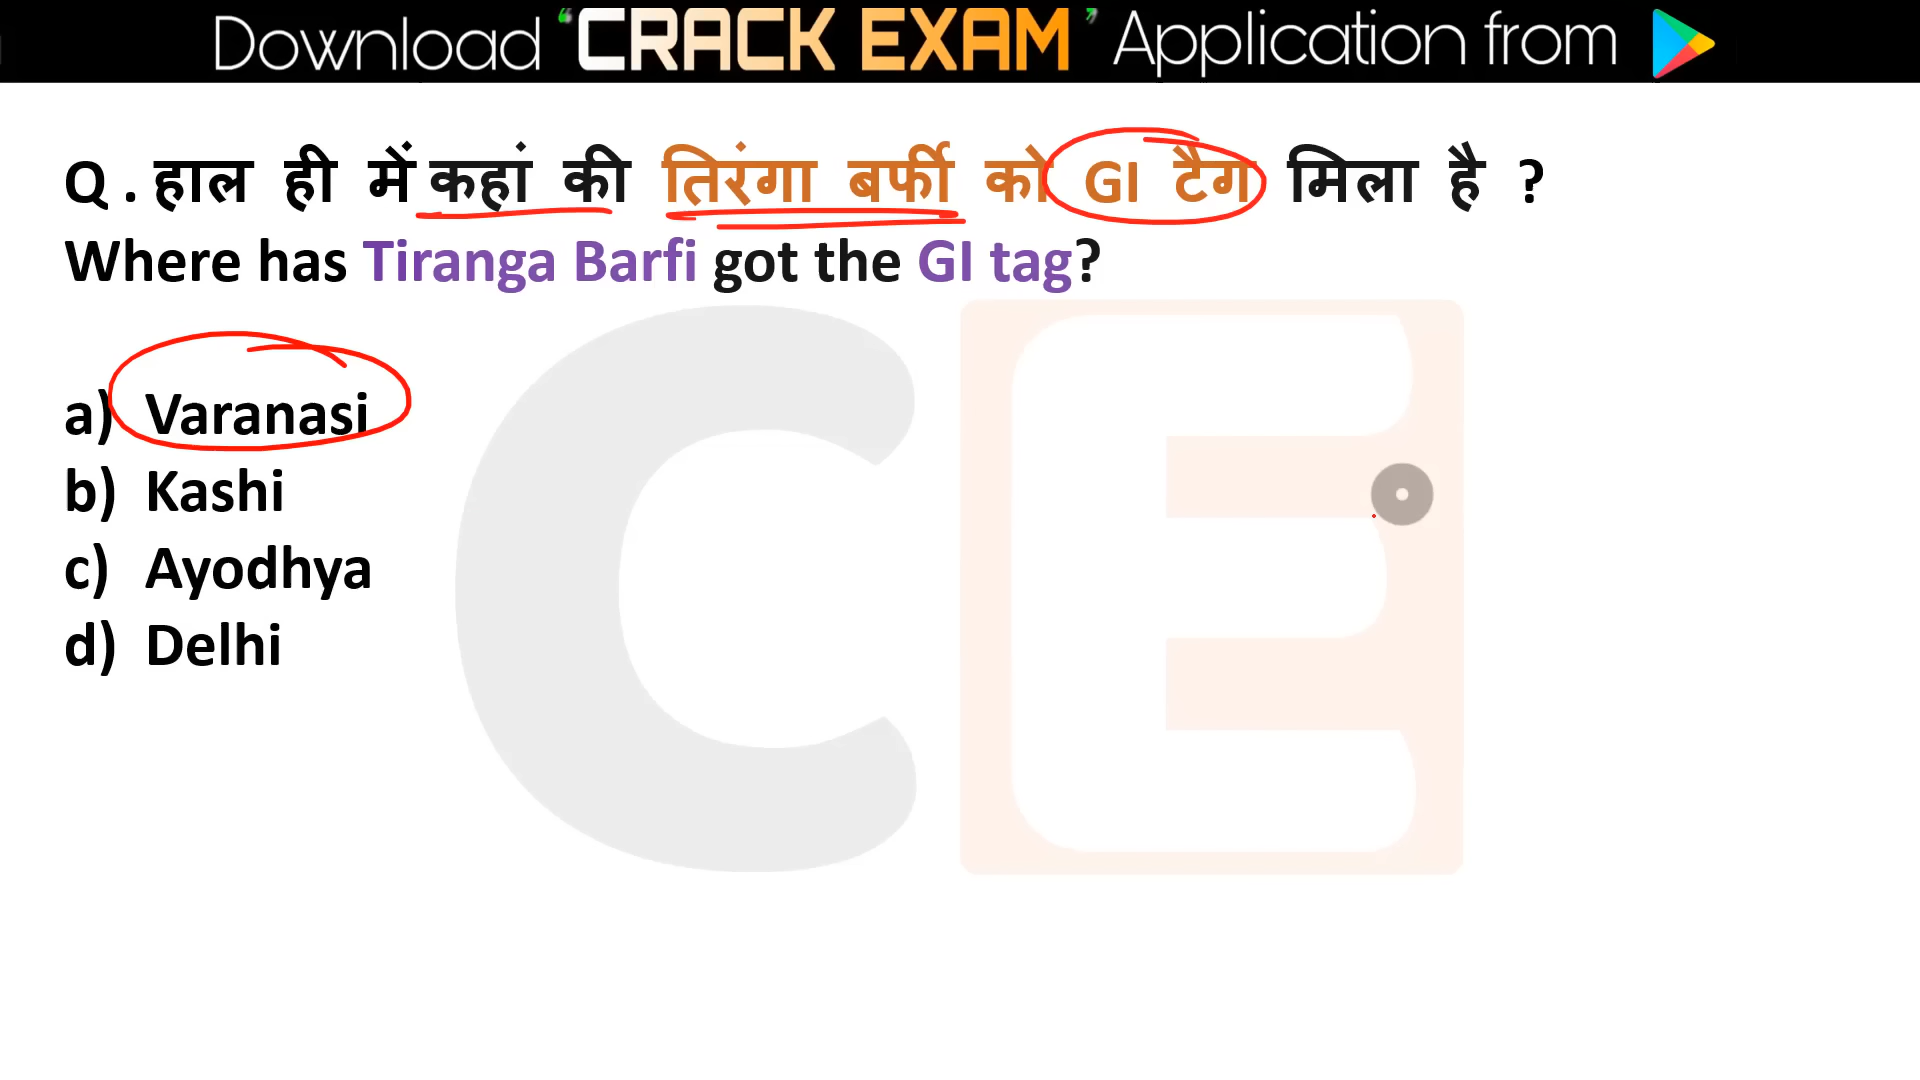 Download ‘CRACK EXAM’ Application from
Q . हाल ही में कहां की तिरंगा बर्फी को GI टैग मिला है ?
Where has Tiranga Barfi got the GI tag?
a) Varanasi
b) Kashi
c) Ayodhya
d) Delhi
CE